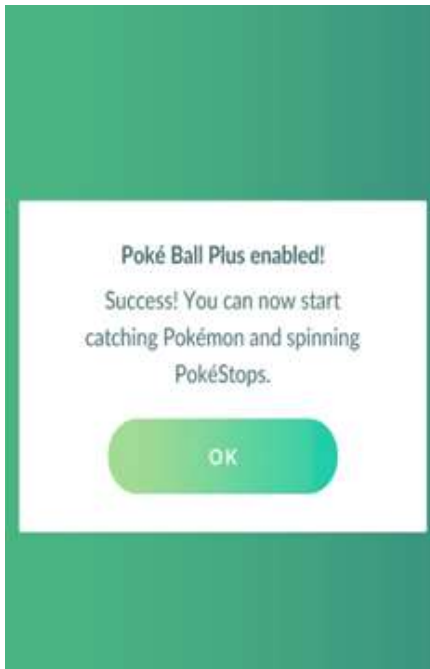 Poké Ball Plus enabled!
Success! You can now start
catching Pokémon and spinning
PokéStops.
OK